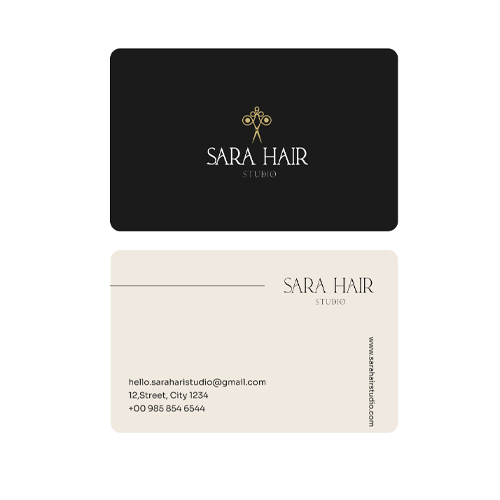 SARA HAIR
STUDIO
SARA HAIR
STUDIO
hello.saraharistudio@gmail.com
12,Street, City 1234
+00 985 854 6544
www.sarahairstudio.com